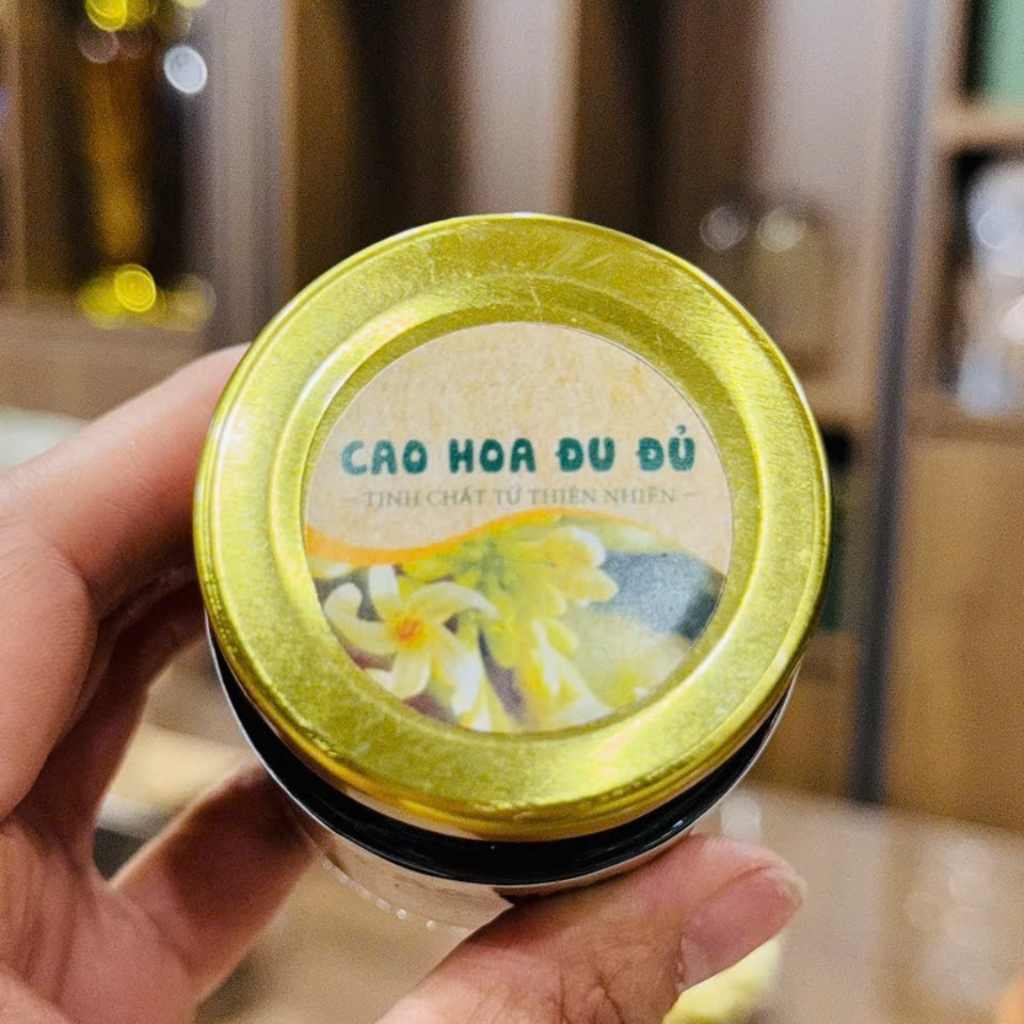 CAO HOA ĐU ĐỦ
TINH CHẤT TỪ THIÊN NHIÊN